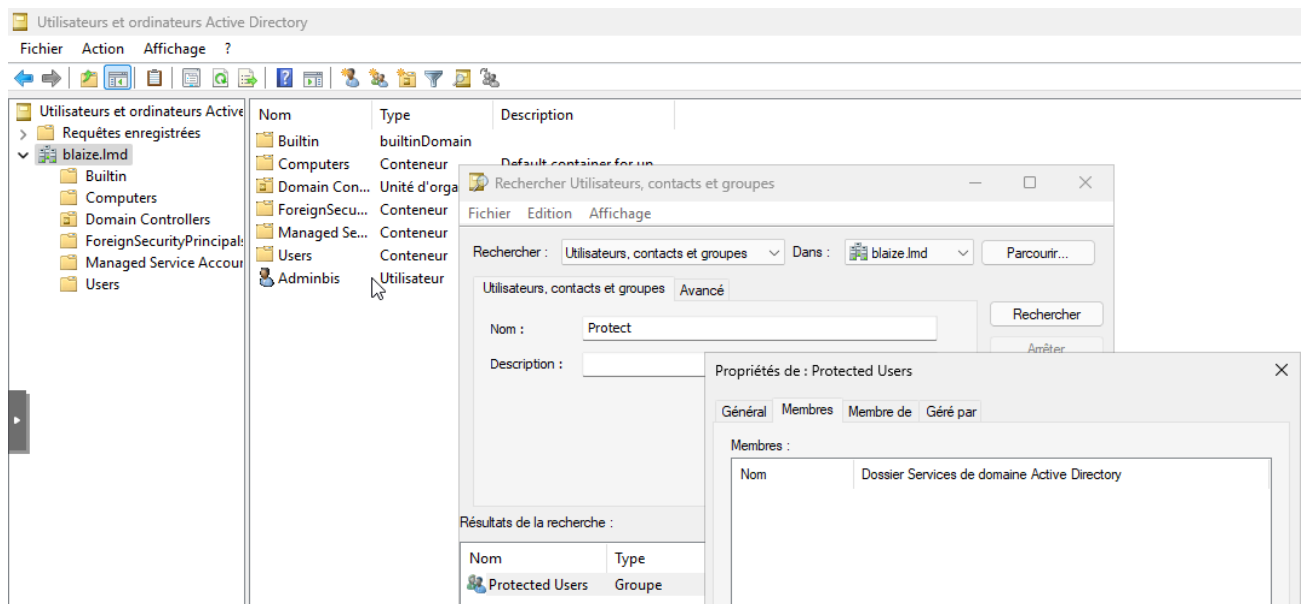 Utilisateurs et ordinateurs Active Directory
Fichier Action Affichage ?
Utilisateurs et ordinateurs Active
Requêtes enregistrées
blaize.lmd
Builtin
Computers
Domain Controllers
ForeignSecurityPrincipals
Managed Service Accour
Users
Nom Type Description
Builtin builtinDomain
Computers Conteneur Default container for up
Domain Con... Unité d'orga
ForeignSecu... Conteneur
Managed Se... Conteneur
Users Conteneur
Adminbis Utilisateur
Rechercher Utilisateurs, contacts et groupes
Fichier Edition Affichage
Rechercher : Utilisateurs, contacts et groupes Dans : blaize.lmd Parcourir...
Utilisateurs, contacts et groupes Avancé
Rechercher
Nom : Protect
Arrêter
Description :
Résultats de la recherche :
Nom Type
Protected Users Groupe
Propriétés de : Protected Users
Général Membres Membre de Géré par
Membres :
Nom Dossier Services de domaine Active Directory